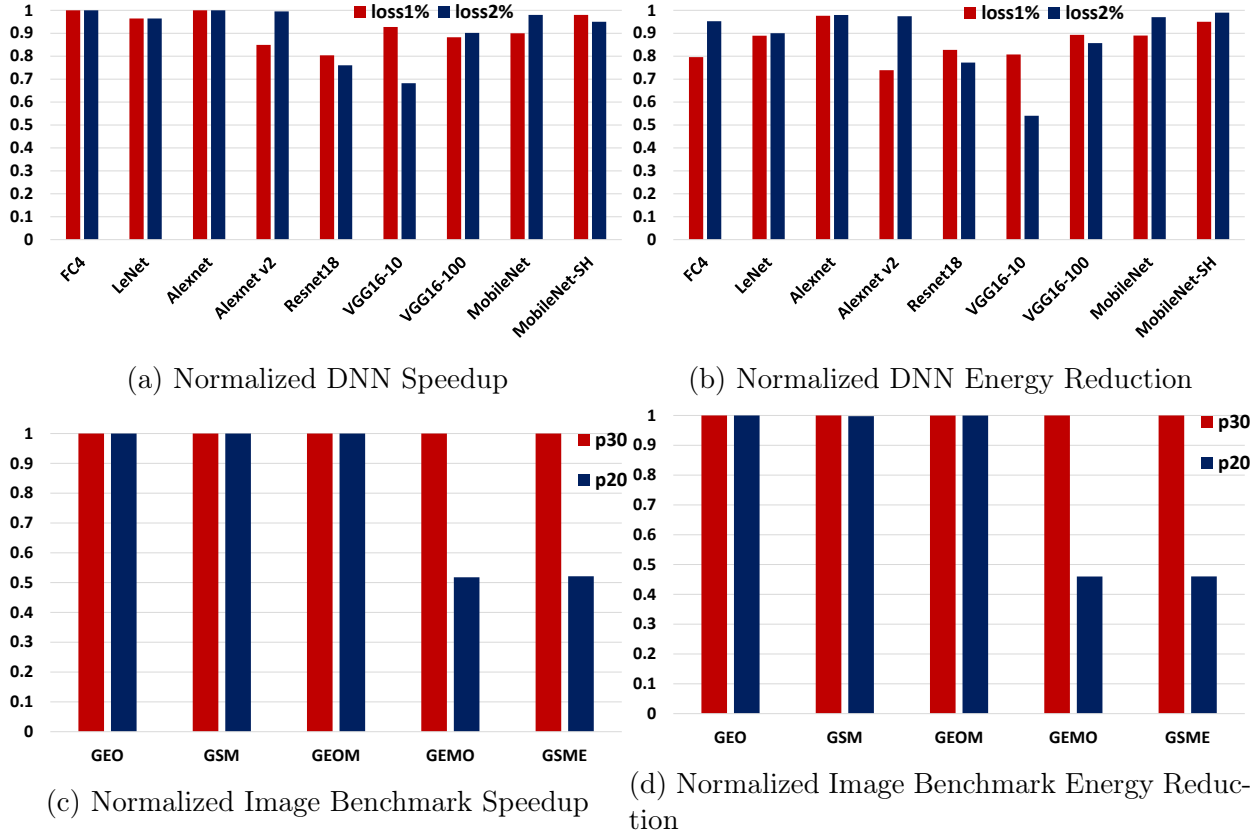 loss1% loss2%
1
0.9
0.8
0.7
0.6
0.5
0.4
0.3
0.2
0.1
0
FC4
LeNet
Alexnet
Alexnet v2
Resnet18
VGG16-10
VGG16-100
MobileNet
MobileNet-SH
(a) Normalized DNN Speedup
loss1% loss2%
1
0.9
0.8
0.7
0.6
0.5
0.4
0.3
0.2
0.1
0
FC4
LeNet
Alexnet
Alexnet v2
Resnet18
VGG16-10
VGG16-100
MobileNet
MobileNet-SH
(b) Normalized DNN Energy Reduction
1
0.9
0.8
0.7
0.6
0.5
0.4
0.3
0.2
0.1
0
p30
p20
GEO GSM GEOM GEMO GSME
(c) Normalized Image Benchmark Speedup
1
0.9
0.8
0.7
0.6
0.5
0.4
0.3
0.2
0.1
0
p30
p20
GEO GSM GEOM GEMO GSME
(d) Normalized Image Benchmark Energy Reduc-
tion